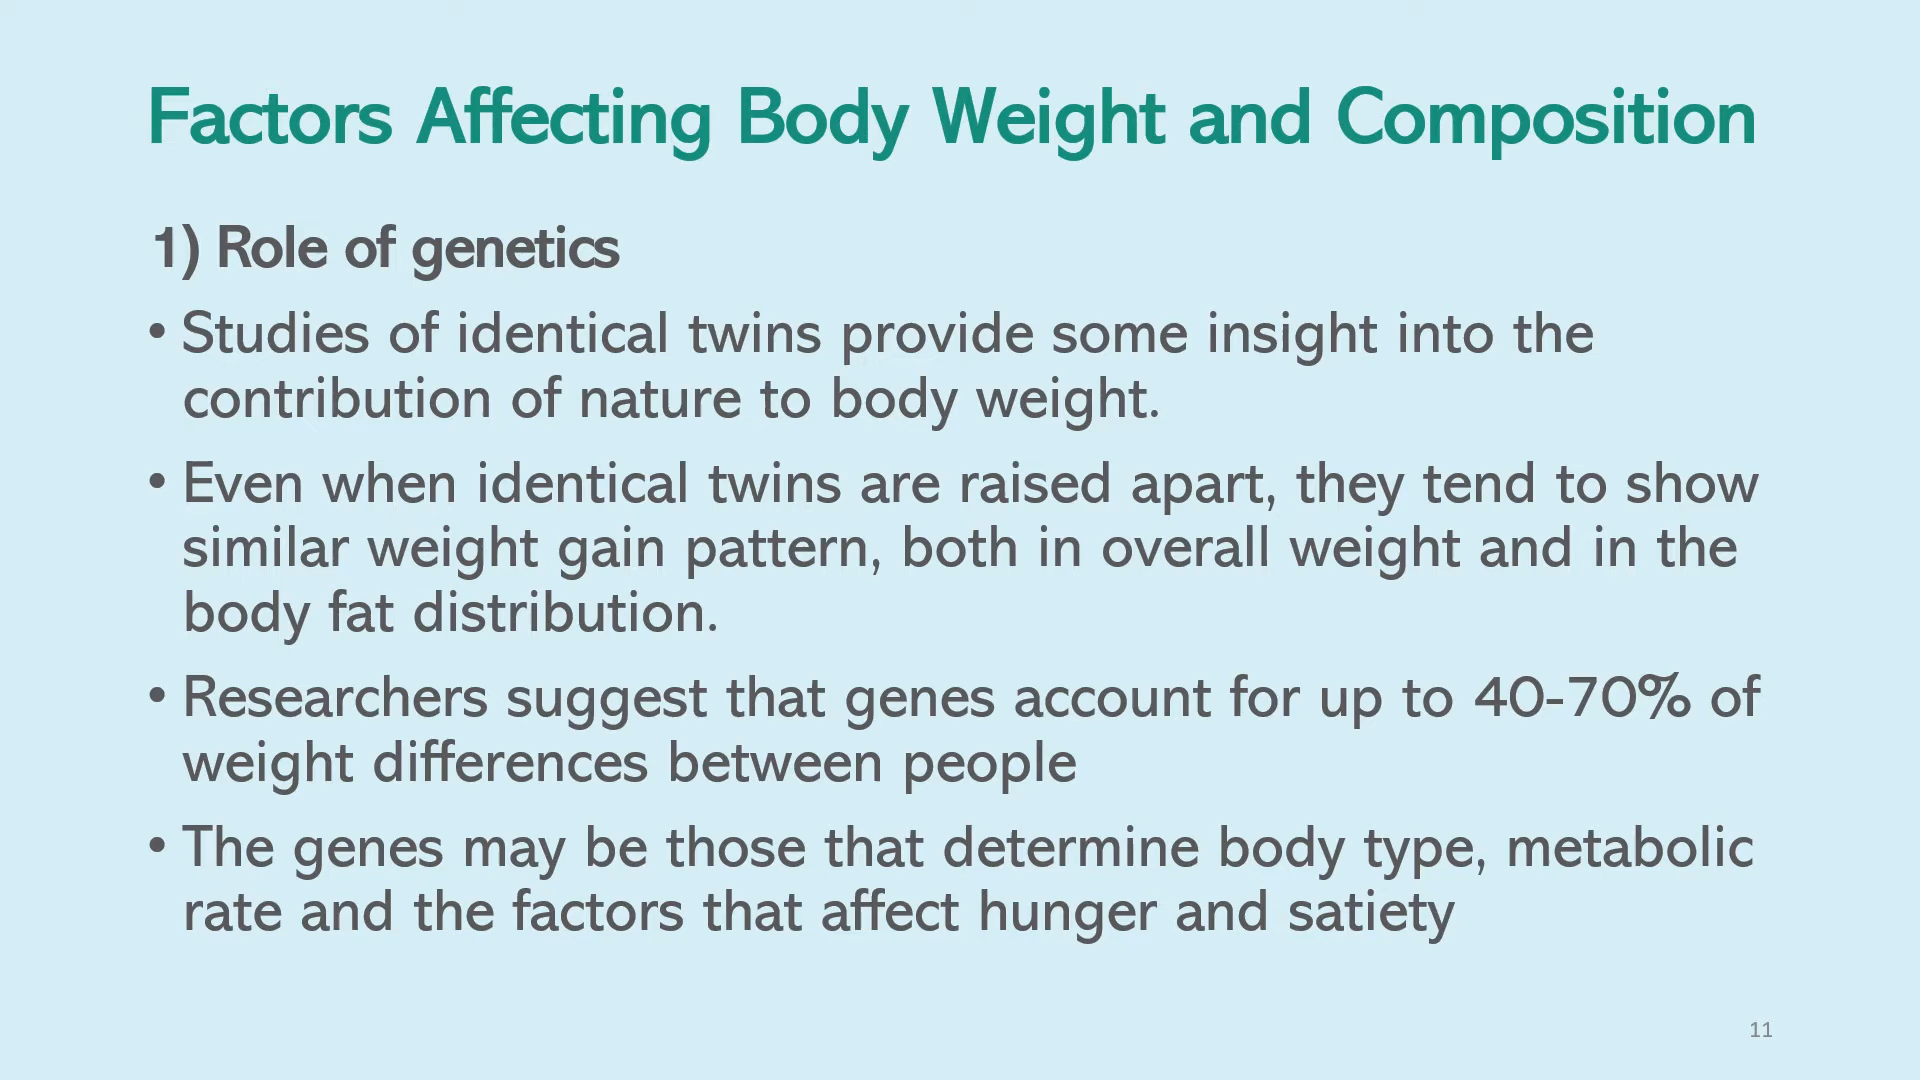 Factors Affecting Body Weight and Composition
1) Role of genetics
• Studies of identical twins provide some insight into the
contribution of nature to body weight.
• Even when identical twins are raised apart, they tend to show
similar weight gain pattern, both in overall weight and in the
body fat distribution.
• Researchers suggest that genes account for up to 40-70% of
weight differences between people
• The genes may be those that determine body type, metabolic
rate and the factors that affect hunger and satiety
11